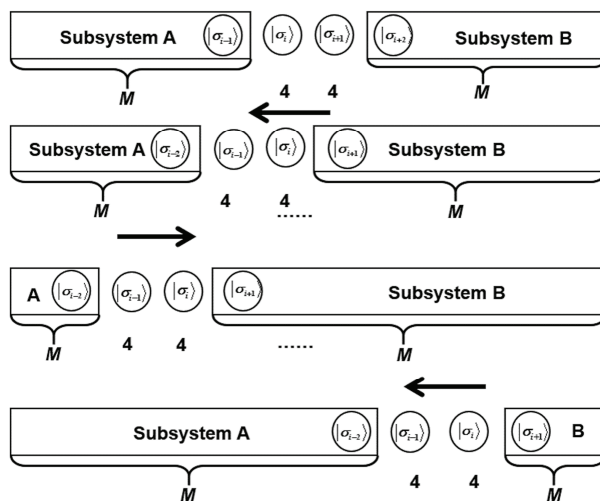 Subsystem A |σᵢ₋₁⟩ |σᵢ⟩ |σᵢ₊₁⟩ |σᵢ₊₂⟩ Subsystem B
M 4 4 M
Subsystem A |σᵢ₋₂⟩ |σᵢ₋₁⟩ |σᵢ⟩ |σᵢ₊₁⟩ Subsystem B
M 4 4 M
......
A |σᵢ₋₂⟩ |σᵢ₋₁⟩ |σᵢ⟩ |σᵢ₊₁⟩ Subsystem B
M 4 4 ...... M
Subsystem A |σᵢ₋₂⟩ |σᵢ₋₁⟩ |σᵢ⟩ |σᵢ₊₁⟩ B
M 4 4 M